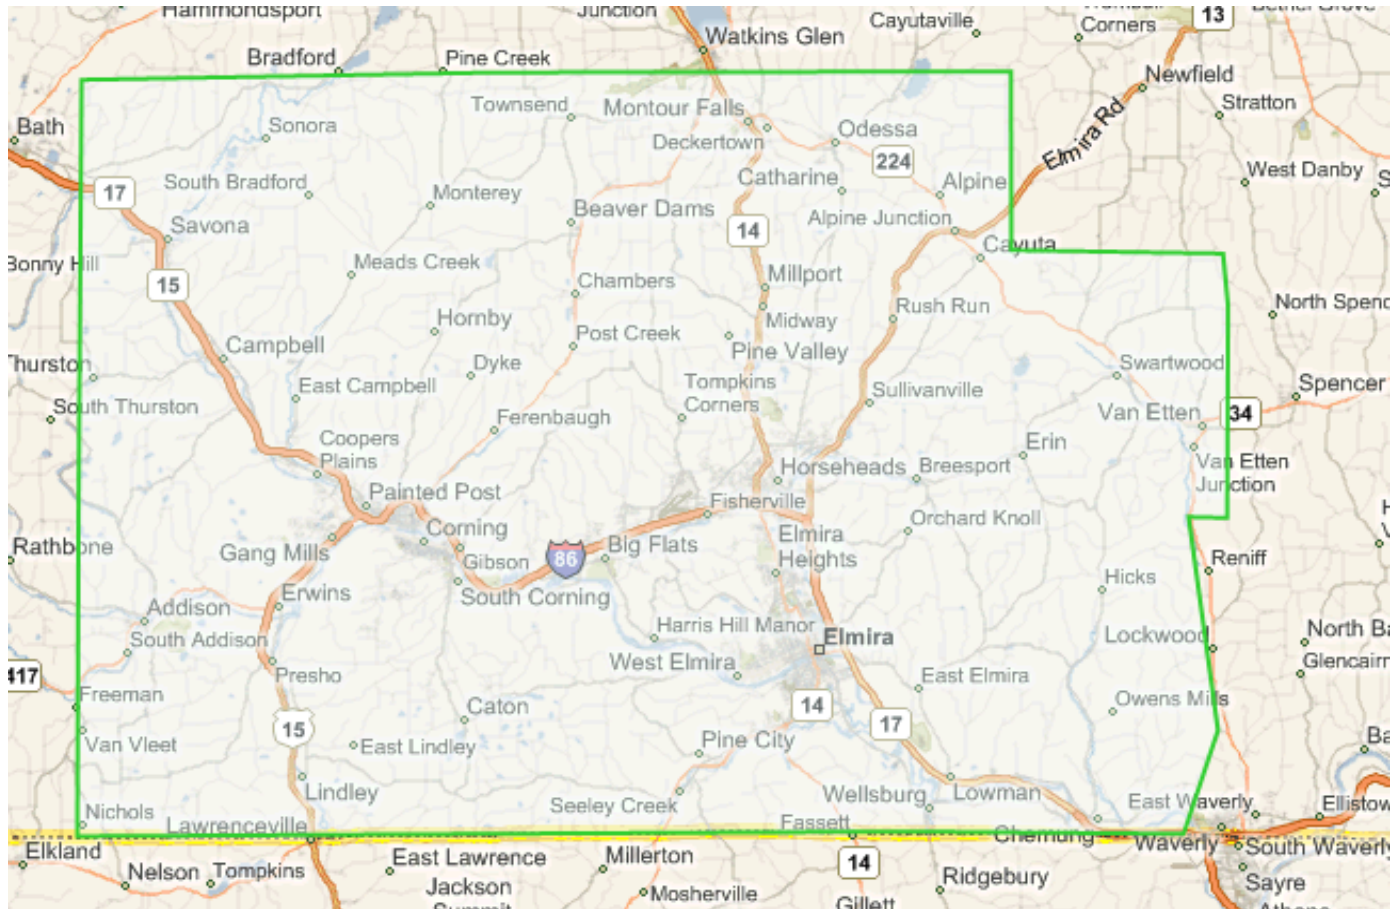 Hammondsport
Junction
Cayutaville
Corners
13
Bethel Grove
Watkins Glen
Bradford
Pine Creek
Newfield
Stratton
Townsend
Montour Falls
Elmira Rd
Bath
Sonora
Deckertown
Odessa
224
West Danby
17
South Bradford
Monterey
Catharine
Alpine
S
Beaver Dams
Alpine Junction
Savona
14
Cayuta
Bonny Hill
Meads Creek
15
Chambers
Millport
North Spenc
Rush Run
Hornby
Midway
Campbell
Post Creek
Pine Valley
Thurston
Dyke
Swartwood
East Campbell
Tompkins
Corners
Sullivanville
Spencer
South Thurston
Ferenbaugh
Van Etten
34
Coopers
Plains
Erin
Horseheads
Breesport
Van Etten
Junction
Painted Post
Fisherville
Corning
Orchard Knoll
Elmira
Heights
Rathbone
Gang Mills
Gibson
86
Big Flats
Reniff
Hicks
Erwins
South Corning
Addison
Harris Hill Manor
Elmira
Lockwood
North Ba
South Addison
West Elmira
Glencairn
417
Presho
East Elmira
Freeman
Caton
14
Owens Mills
15
17
Van Vleet
East Lindley
Pine City
Ba
Lindley
Seeley Creek
Wellsburg
Lowman
East Waverly
Ellistow
Nichols
Lawrenceville
Fassett
Chemung
Waverly
South Waverly
Elkland
East Lawrence
Millerton
14
Nelson
Tompkins
Jackson
Summit
Mosherville
Ridgebury
Sayre
Gillett
Athens